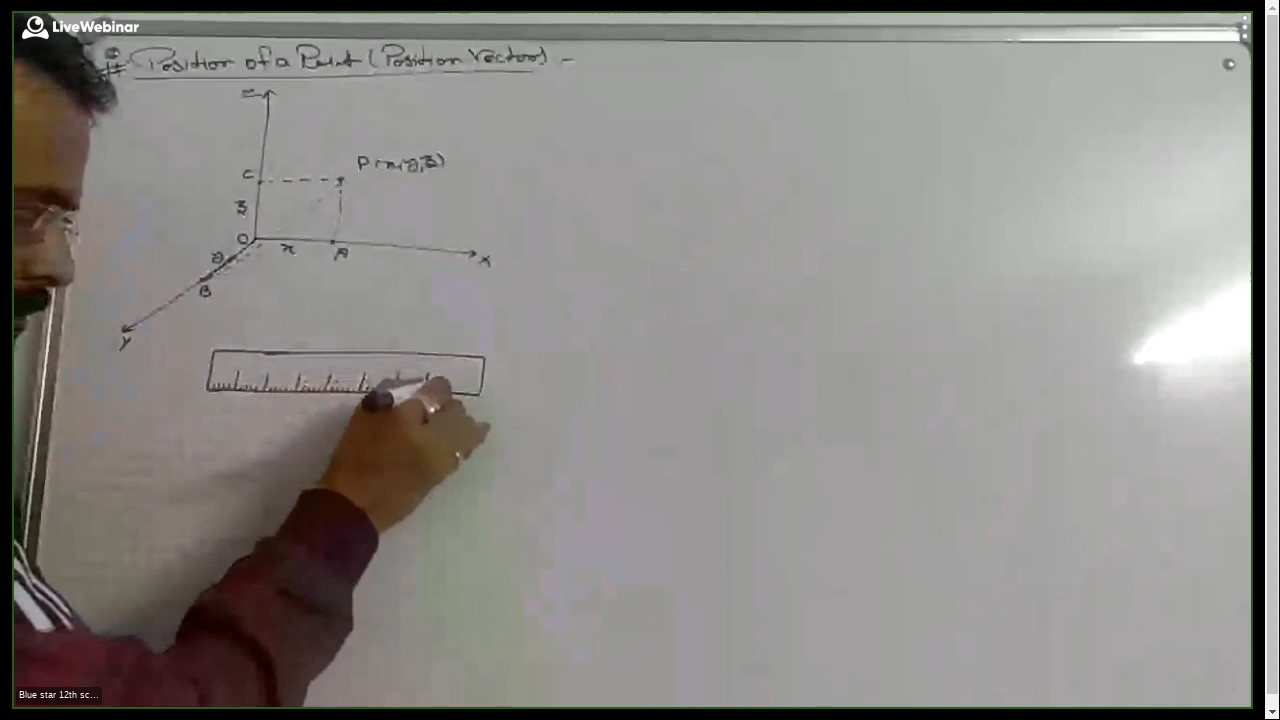 LiveWebinar
# Position of a Point (Position Vector) -
Z
P(x,y,z)
C
z
O
x
A
X
y
B
Y
Blue star 12th sc...